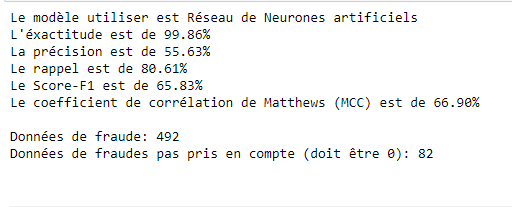 Le modèle utiliser est Réseau de Neurones artificiels
L'éxactitude est de 99.86%
La précision est de 55.63%
Le rappel est de 80.61%
Le Score-F1 est de 65.83%
Le coefficient de corrélation de Matthews (MCC) est de 66.90%
Données de fraude: 492
Données de fraudes pas pris en compte (doit être 0): 82